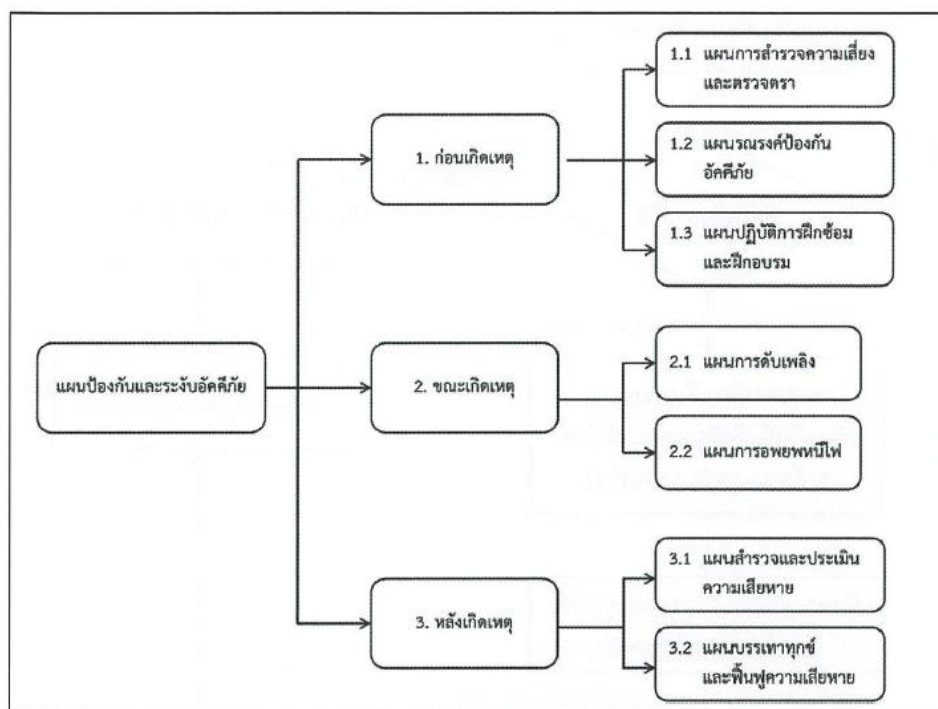 1.1 แผนการสำรวจความเสี่ยง
และตรวจตรา
1. ก่อนเกิดเหตุ
1.2 แผนรณรงค์ป้องกัน
อัคคีภัย
1.3 แผนปฏิบัติการฝึกซ้อม
และฝึกอบรม
แผนป้องกันและระงับอัคคีภัย
2. ขณะเกิดเหตุ
2.1 แผนการดับเพลิง
2.2 แผนการอพยพหนีไฟ
3. หลังเกิดเหตุ
3.1 แผนสำรวจและประเมิน
ความเสียหาย
3.2 แผนบรรเทาทุกข์
และฟื้นฟูความเสียหาย